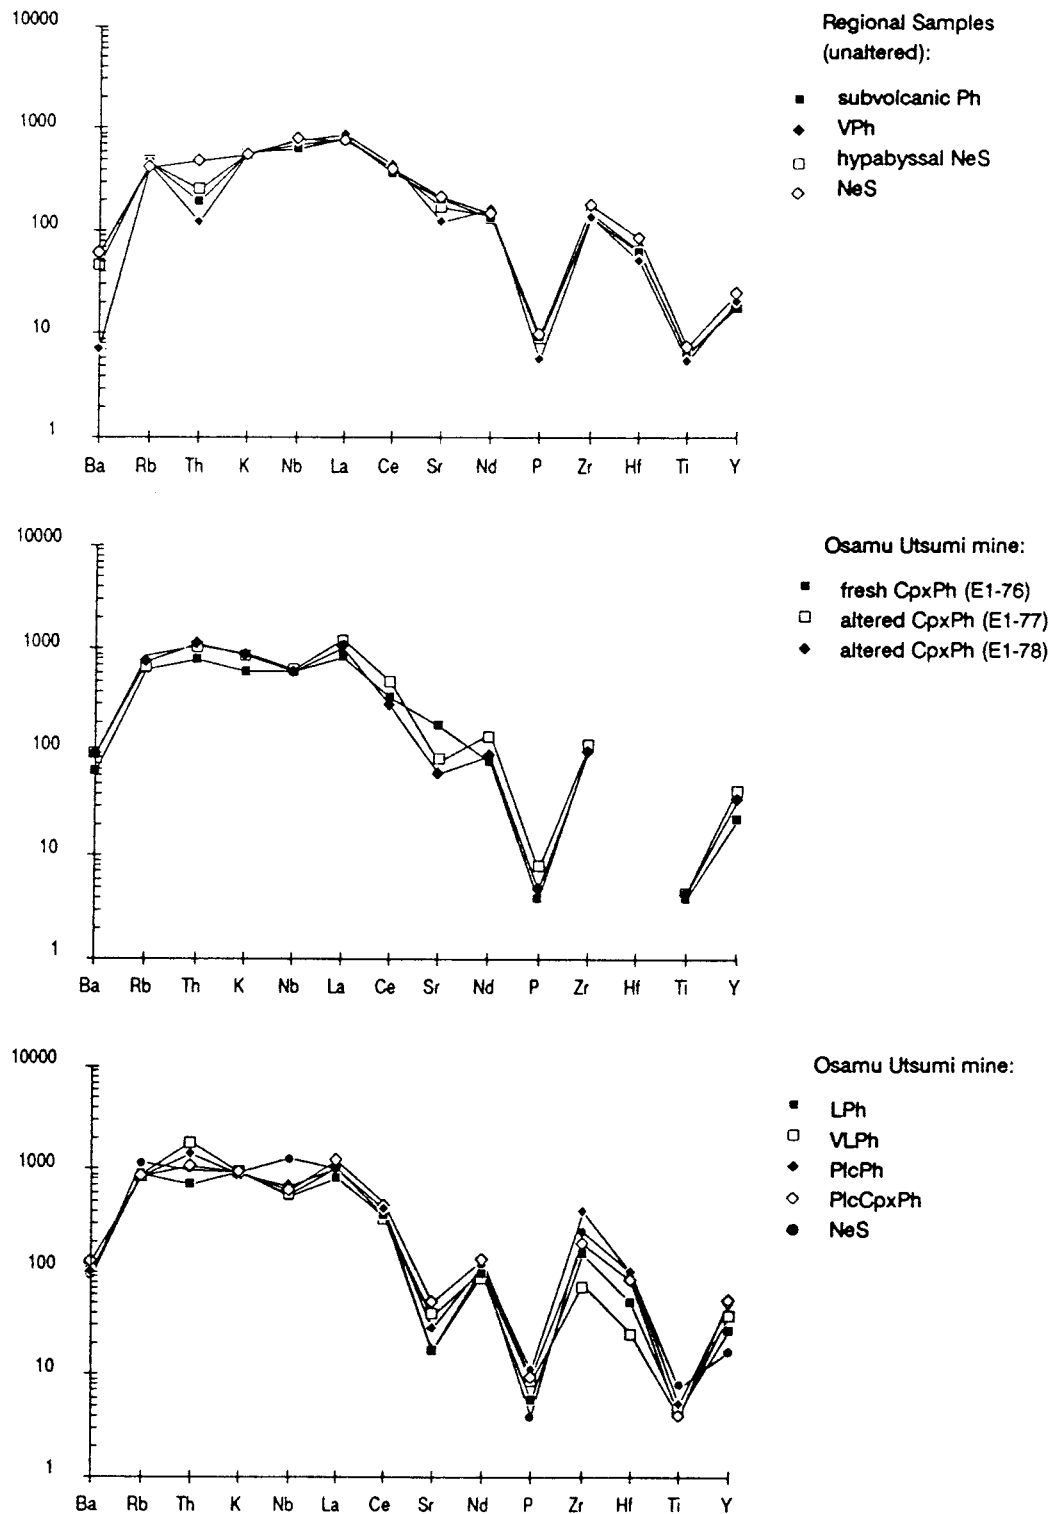 10000
1000
100
10
1
Ba Rb Th K Nb La Ce Sr Nd P Zr Hf Ti Y
Regional Samples
(unaltered):
subvolcanic Ph
VPh
hypabyssal NeS
NeS
10000
1000
100
10
1
Ba Rb Th K Nb La Ce Sr Nd P Zr Hf Ti Y
Osamu Utsumi mine:
fresh CpxPh (E1-76)
altered CpxPh (E1-77)
altered CpxPh (E1-78)
10000
1000
100
10
1
Ba Rb Th K Nb La Ce Sr Nd P Zr Hf Ti Y
Osamu Utsumi mine:
LPh
VLPh
PlcPh
PlcCpxPh
NeS